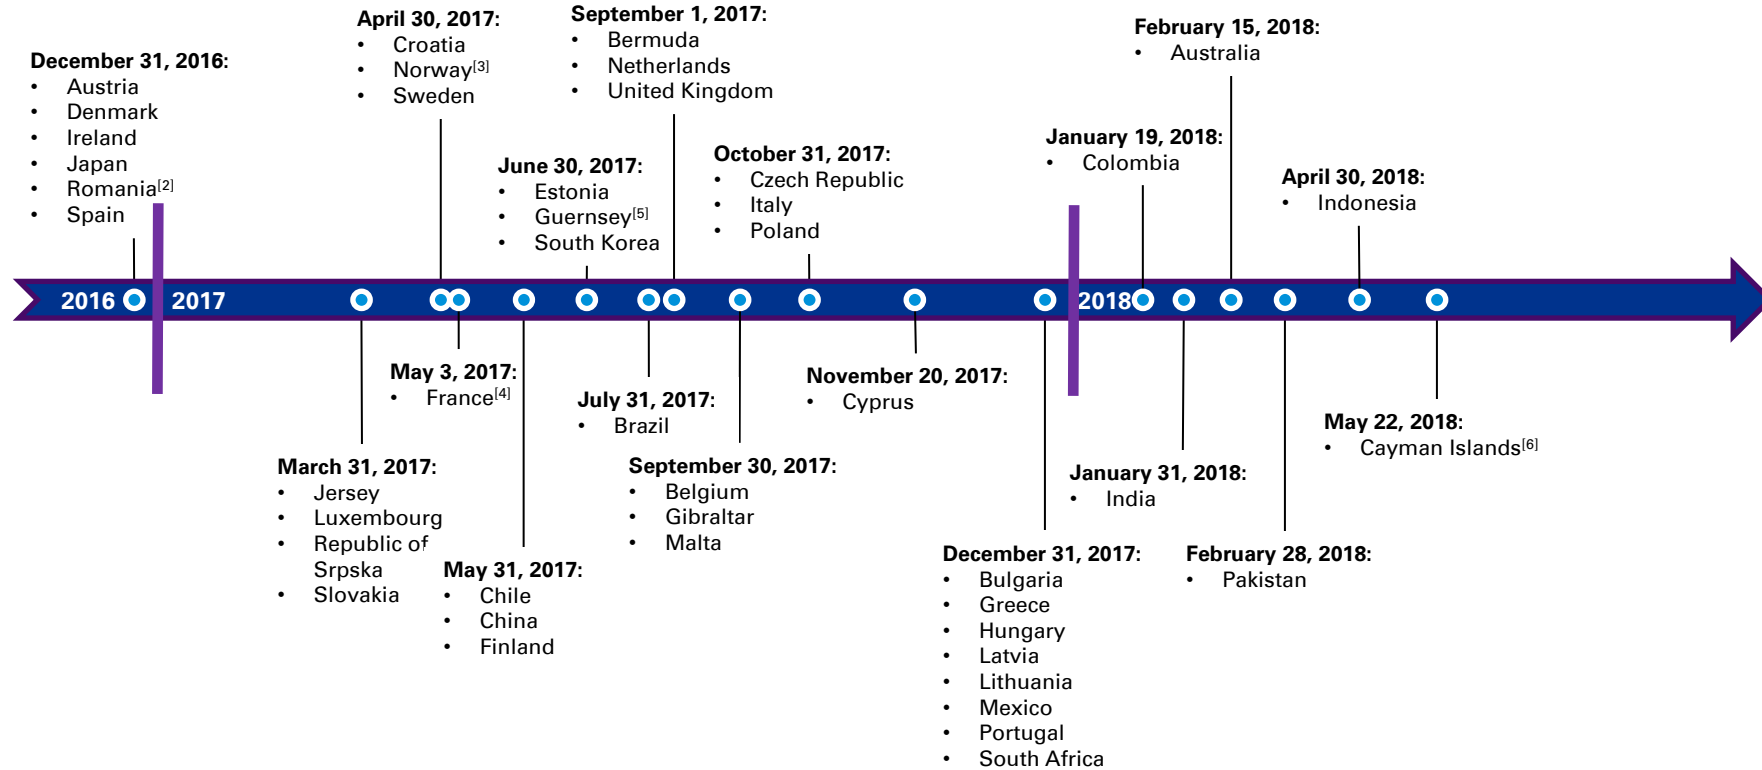 December 31, 2016:
• Austria
• Denmark
• Ireland
• Japan
• Romania[2]
• Spain
April 30, 2017:
• Croatia
• Norway[3]
• Sweden
September 1, 2017:
• Bermuda
• Netherlands
• United Kingdom
June 30, 2017:
• Estonia
• Guernsey[5]
• South Korea
October 31, 2017:
• Czech Republic
• Italy
• Poland
February 15, 2018:
• Australia
January 19, 2018:
• Colombia
April 30, 2018:
• Indonesia
2016
2017
2018
March 31, 2017:
• Jersey
• Luxembourg
• Republic of
Srpska
• Slovakia
May 3, 2017:
• France[4]
May 31, 2017:
• Chile
• China
• Finland
July 31, 2017:
• Brazil
September 30, 2017:
• Belgium
• Gibraltar
• Malta
November 20, 2017:
• Cyprus
December 31, 2017:
• Bulgaria
• Greece
• Hungary
• Latvia
• Lithuania
• Mexico
• Portugal
• South Africa
January 31, 2018:
• India
February 28, 2018:
• Pakistan
May 22, 2018:
• Cayman Islands[6]